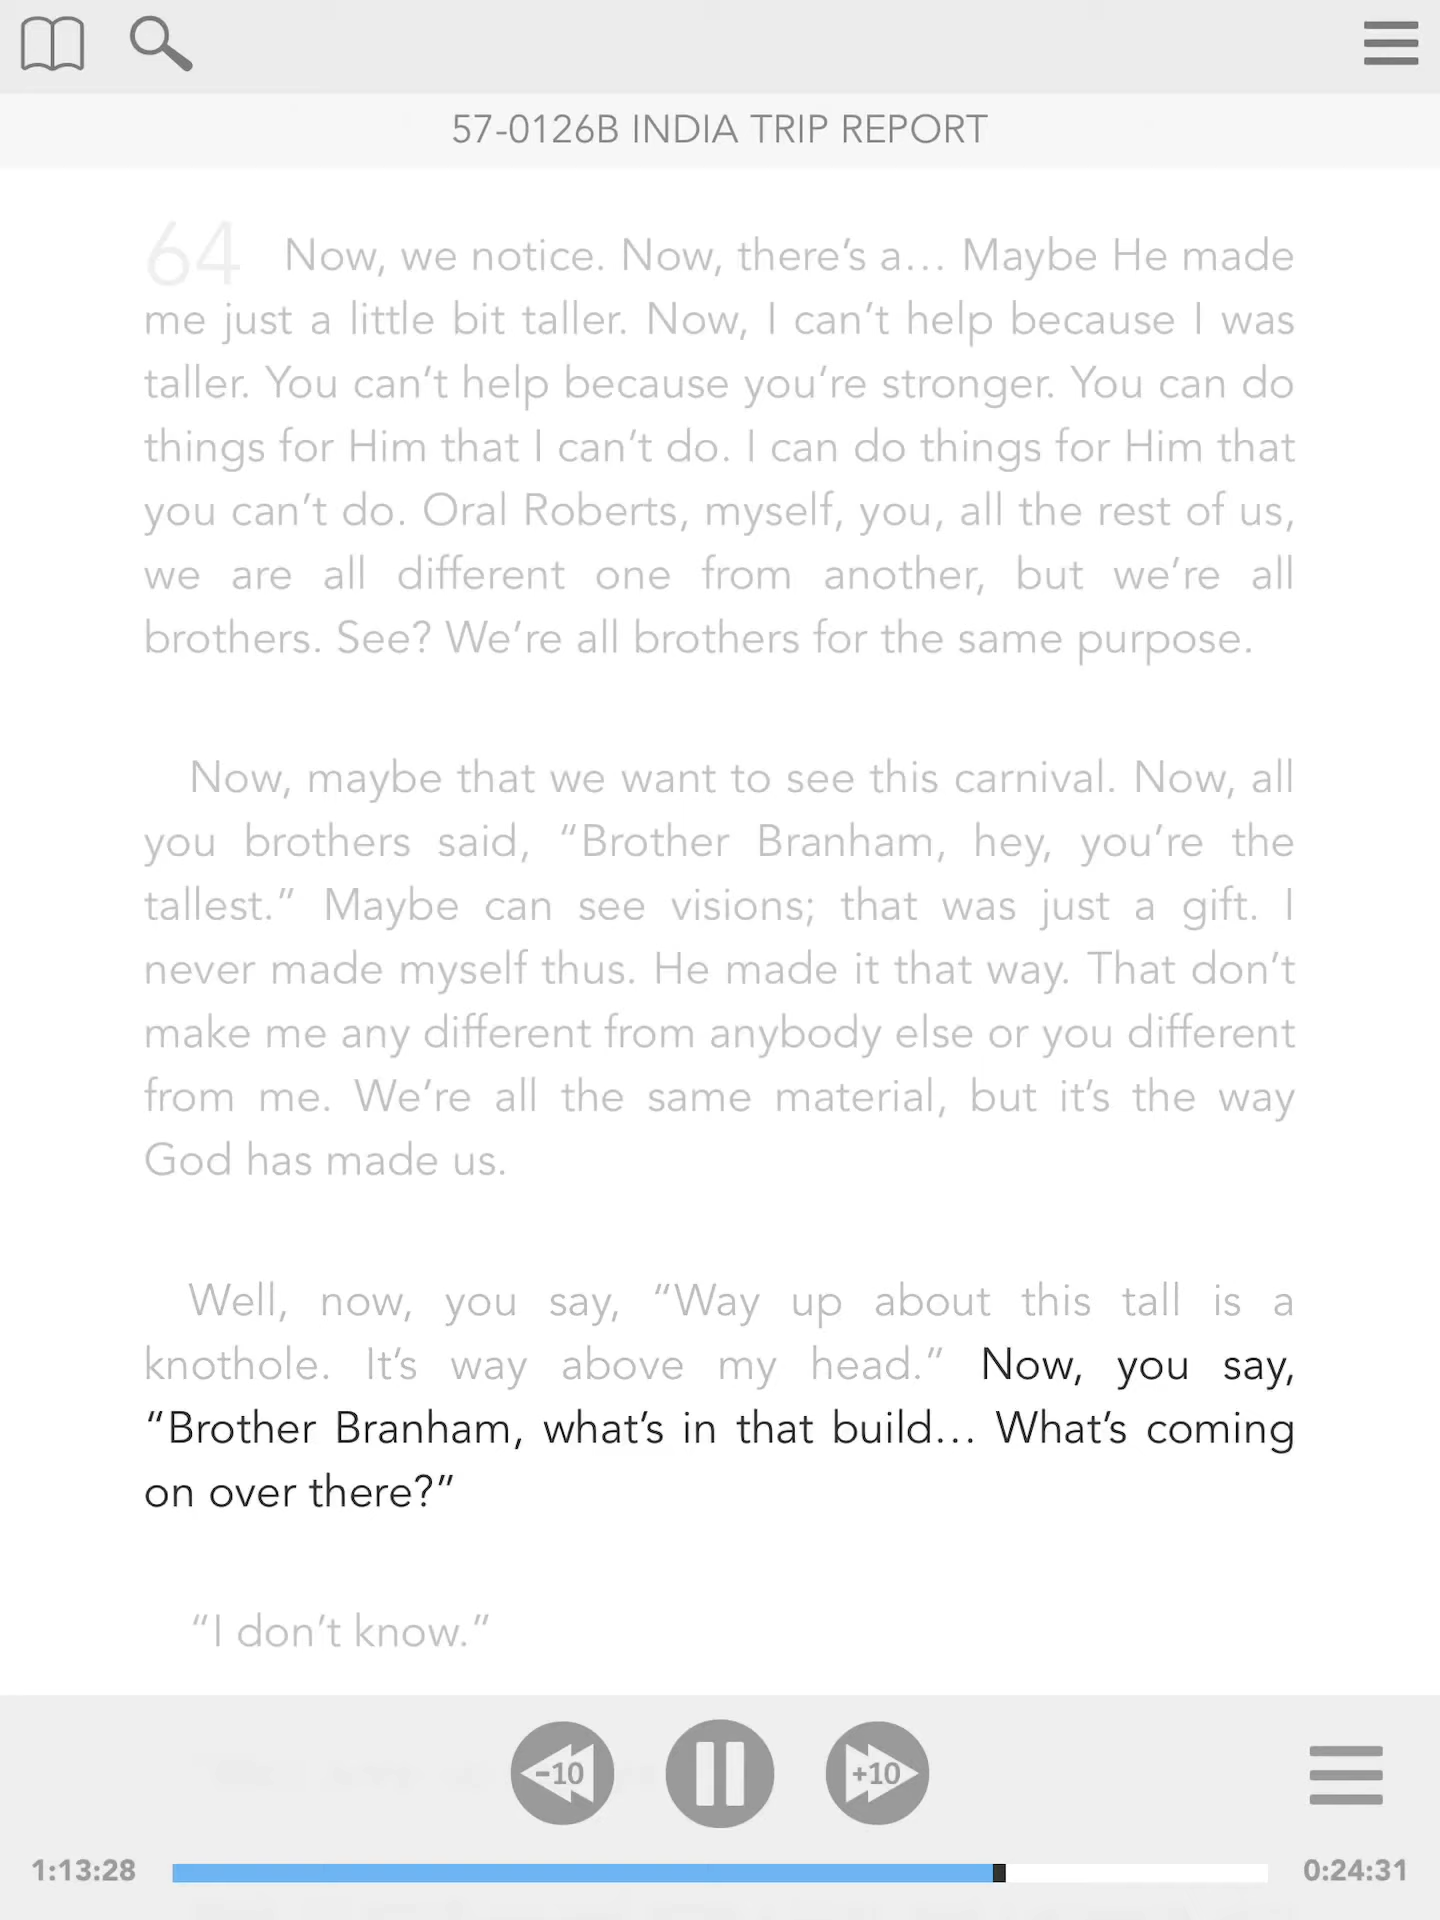 57-0126B INDIA TRIP REPORT
64 Now, we notice. Now, there’s a… Maybe He made
me just a little bit taller. Now, I can’t help because I was
taller. You can’t help because you’re stronger. You can do
things for Him that I can’t do. I can do things for Him that
you can’t do. Oral Roberts, myself, you, all the rest of us,
we are all different one from another, but we’re all
brothers. See? We’re all brothers for the same purpose.
Now, maybe that we want to see this carnival. Now, all
you brothers said, “Brother Branham, hey, you’re the
tallest.” Maybe can see visions; that was just a gift. I
never made myself thus. He made it that way. That don’t
make me any different from anybody else or you different
from me. We’re all the same material, but it’s the way
God has made us.
Well, now, you say, “Way up about this tall is a
knothole. It’s way above my head.” Now, you say,
“Brother Branham, what’s in that build… What’s coming
on over there?”
“I don’t know.”
-10 +10
1:13:28 0:24:31